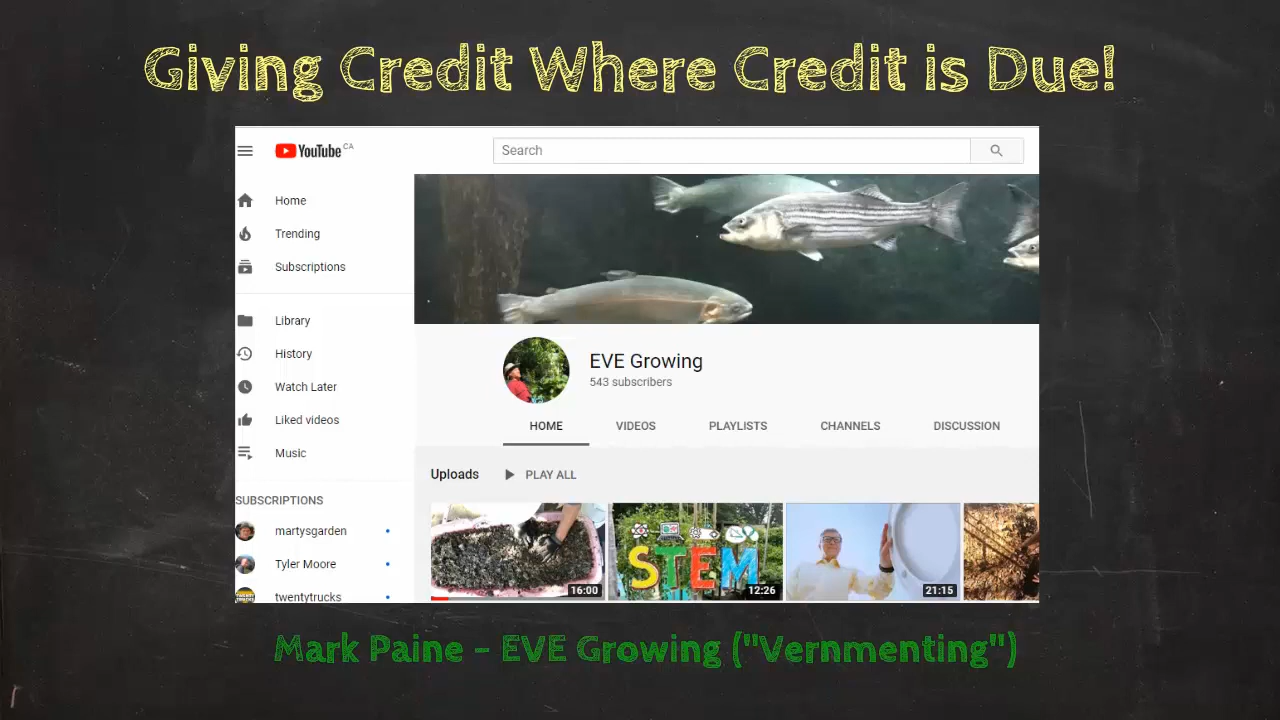 Giving Credit Where Credit is Due!
YouTube CA
Search
Home
Trending
Subscriptions
Library
History
Watch Later
Liked videos
Music
SUBSCRIPTIONS
martysgarden
Tyler Moore
twentytrucks
EVE Growing
543 subscribers
HOME VIDEOS PLAYLISTS CHANNELS DISCUSSION
Uploads PLAY ALL
STEM
16:00 12:26 21:15
Mark Paine - EVE Growing ("Vernmenting")